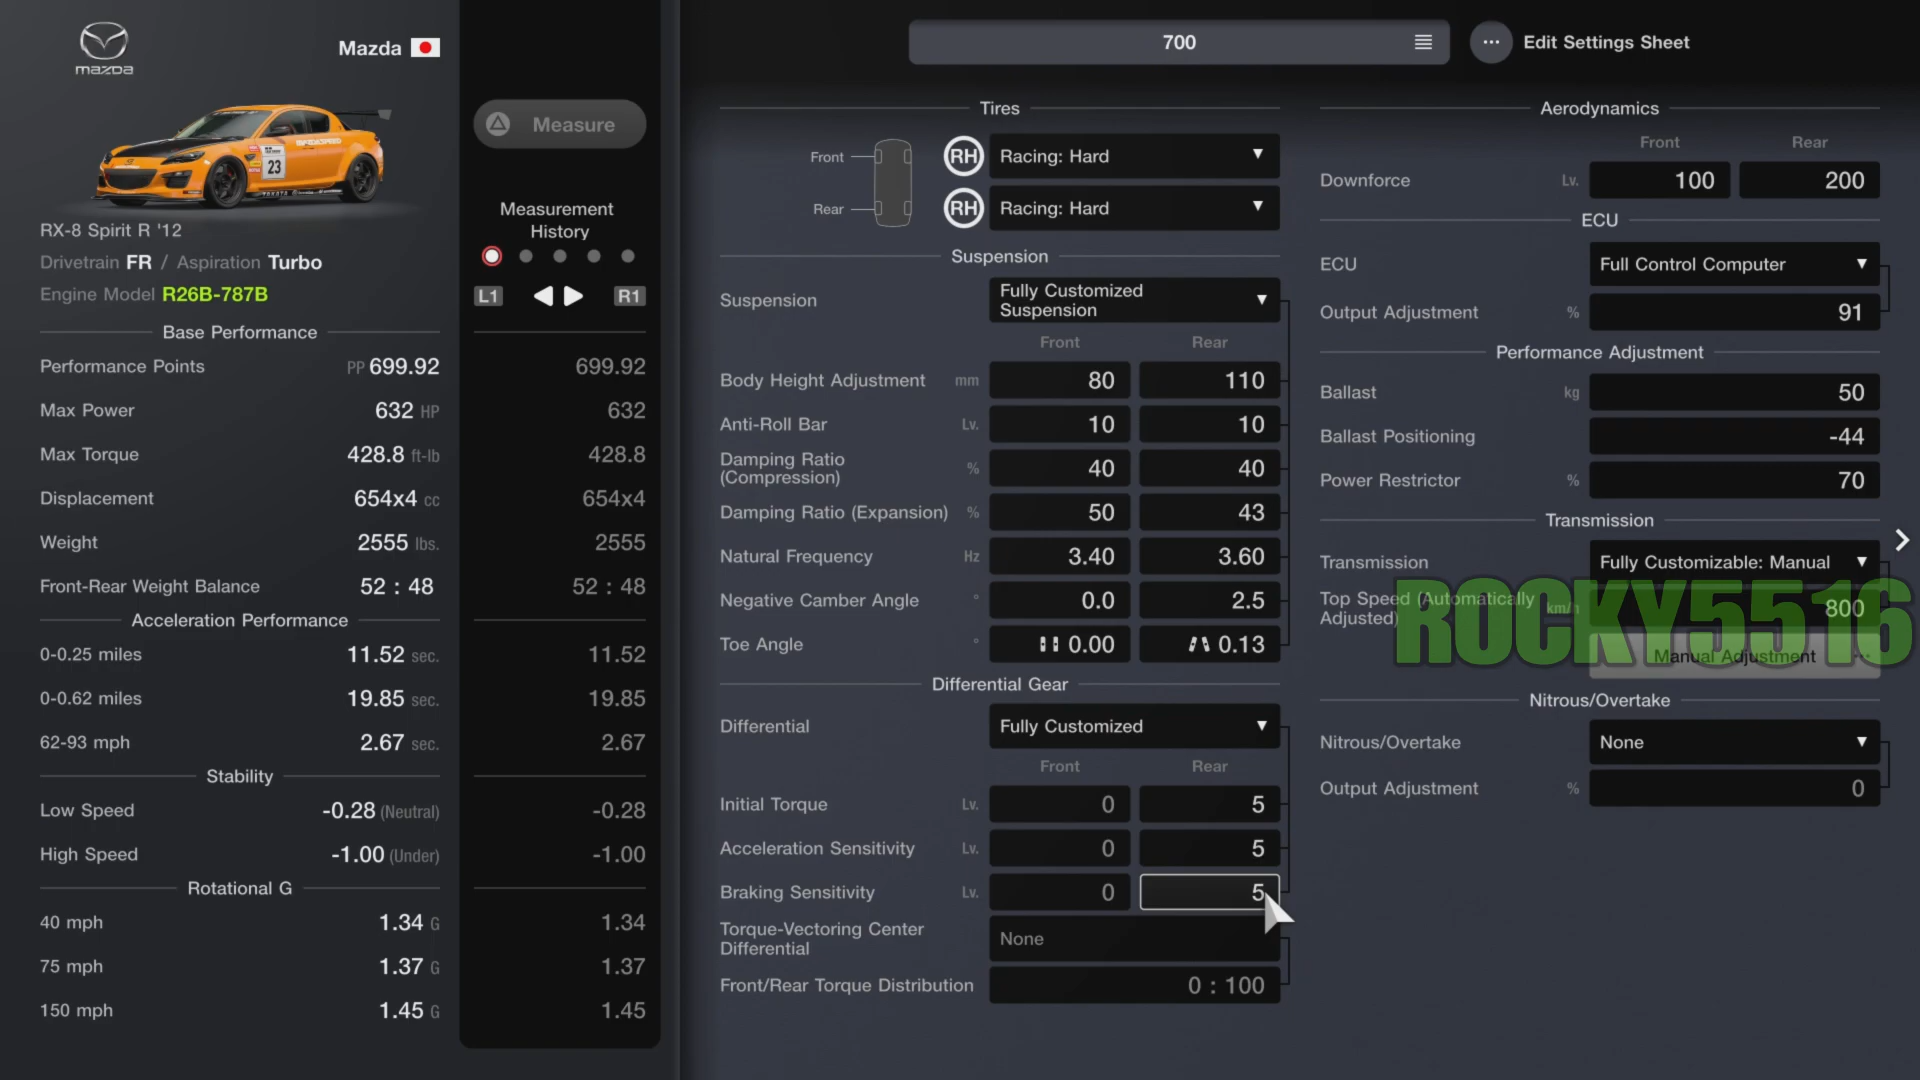 mazda
Mazda
23
RX-8 Spirit R '12
Drivetrain FR / Aspiration Turbo
Engine Model R26B-787B
Base Performance
Performance Points PP 699.92
Max Power 632 HP
Max Torque 428.8 ft-lb
Displacement 654x4 cc
Weight 2555 lbs.
Front-Rear Weight Balance 52 : 48
Acceleration Performance
0-0.25 miles 11.52 sec.
0-0.62 miles 19.85 sec.
62-93 mph 2.67 sec.
Stability
Low Speed -0.28 (Neutral)
High Speed -1.00 (Under)
Rotational G
40 mph 1.34 G
75 mph 1.37 G
150 mph 1.45 G
Measure
Measurement
History
L1 R1
699.92
632
428.8
654x4
2555
52 : 48
11.52
19.85
2.67
-0.28
-1.00
1.34
1.37
1.45
700
Edit Settings Sheet
Tires
Front RH Racing: Hard
Rear RH Racing: Hard
Suspension
Suspension Fully Customized
Suspension
Front Rear
Body Height Adjustment mm 80 110
Anti-Roll Bar Lv. 10 10
Damping Ratio
(Compression) % 40 40
Damping Ratio (Expansion) % 50 43
Natural Frequency Hz 3.40 3.60
Negative Camber Angle ° 0.0 2.5
Toe Angle ° 0.00 0.13
Differential Gear
Differential Fully Customized
Front Rear
Initial Torque Lv. 0 5
Acceleration Sensitivity Lv. 0 5
Braking Sensitivity Lv. 0 5
Torque-Vectoring Center
Differential None
Front/Rear Torque Distribution 0 : 100
Aerodynamics
Front Rear
Downforce Lv. 100 200
ECU
ECU Full Control Computer
Output Adjustment % 91
Performance Adjustment
Ballast kg 50
Ballast Positioning -44
Power Restrictor % 70
Transmission
Transmission Fully Customizable: Manual
Top Speed (Automatically
Adjusted) km/h 800
ROCKY5516
Manual Adjustment
Nitrous/Overtake
Nitrous/Overtake None
Output Adjustment % 0